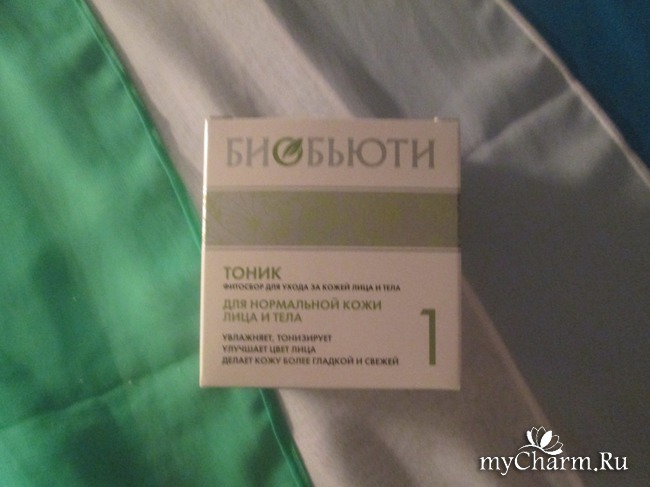 БИОБЬЮТИ
ТОНИК
ФИТОСБОР ДЛЯ УХОДА ЗА КОЖЕЙ ЛИЦА И ТЕЛА
ДЛЯ НОРМАЛЬНОЙ КОЖИ
ЛИЦА И ТЕЛА
УВЛАЖНЯЕТ, ТОНИЗИРУЕТ
УЛУЧШАЕТ ЦВЕТ ЛИЦА
ДЕЛАЕТ КОЖУ БОЛЕЕ ГЛАДКОЙ И СВЕЖЕЙ
1
myCharm.Ru